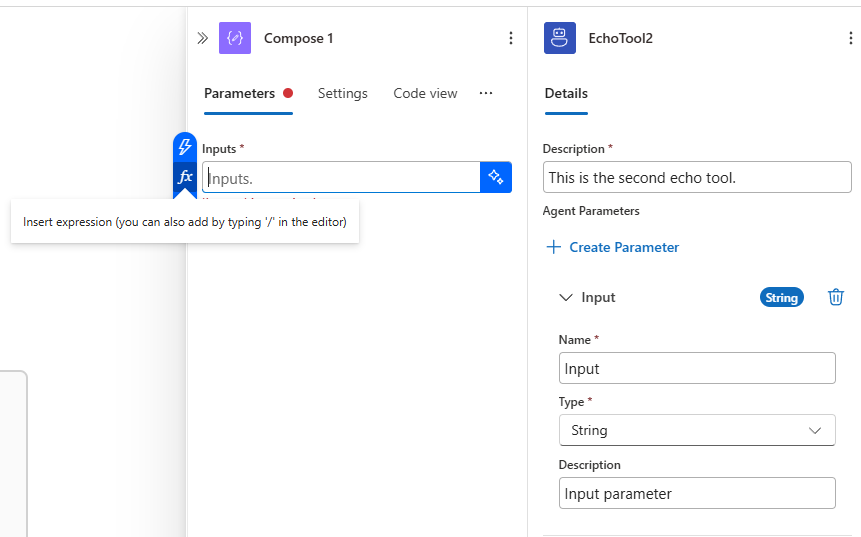 Compose 1
Parameters Settings Code view ...
Inputs *
fx
Inputs.
Insert expression (you can also add by typing '/' in the editor)
EchoTool2
Details
Description *
This is the second echo tool.
Agent Parameters
Create Parameter
Input String
Name *
Input
Type *
String
Description
Input parameter